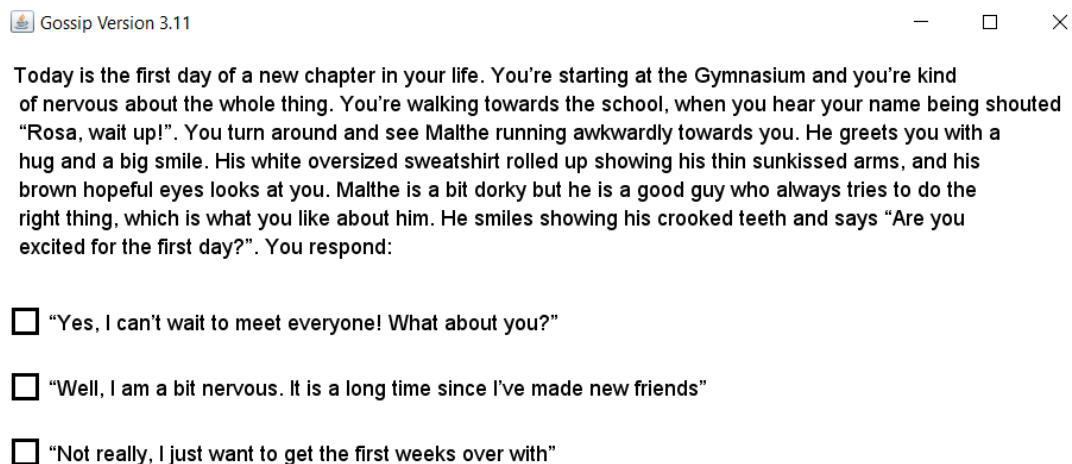 Gossip Version 3.11
Today is the first day of a new chapter in your life. You’re starting at the Gymnasium and you’re kind
of nervous about the whole thing. You’re walking towards the school, when you hear your name being shouted
“Rosa, wait up!”. You turn around and see Malthe running awkwardly towards you. He greets you with a
hug and a big smile. His white oversized sweatshirt rolled up showing his thin sunkissed arms, and his
brown hopeful eyes looks at you. Malthe is a bit dorky but he is a good guy who always tries to do the
right thing, which is what you like about him. He smiles showing his crooked teeth and says “Are you
excited for the first day?”. You respond:
“Yes, I can’t wait to meet everyone! What about you?”
“Well, I am a bit nervous. It is a long time since I’ve made new friends”
“Not really, I just want to get the first weeks over with”